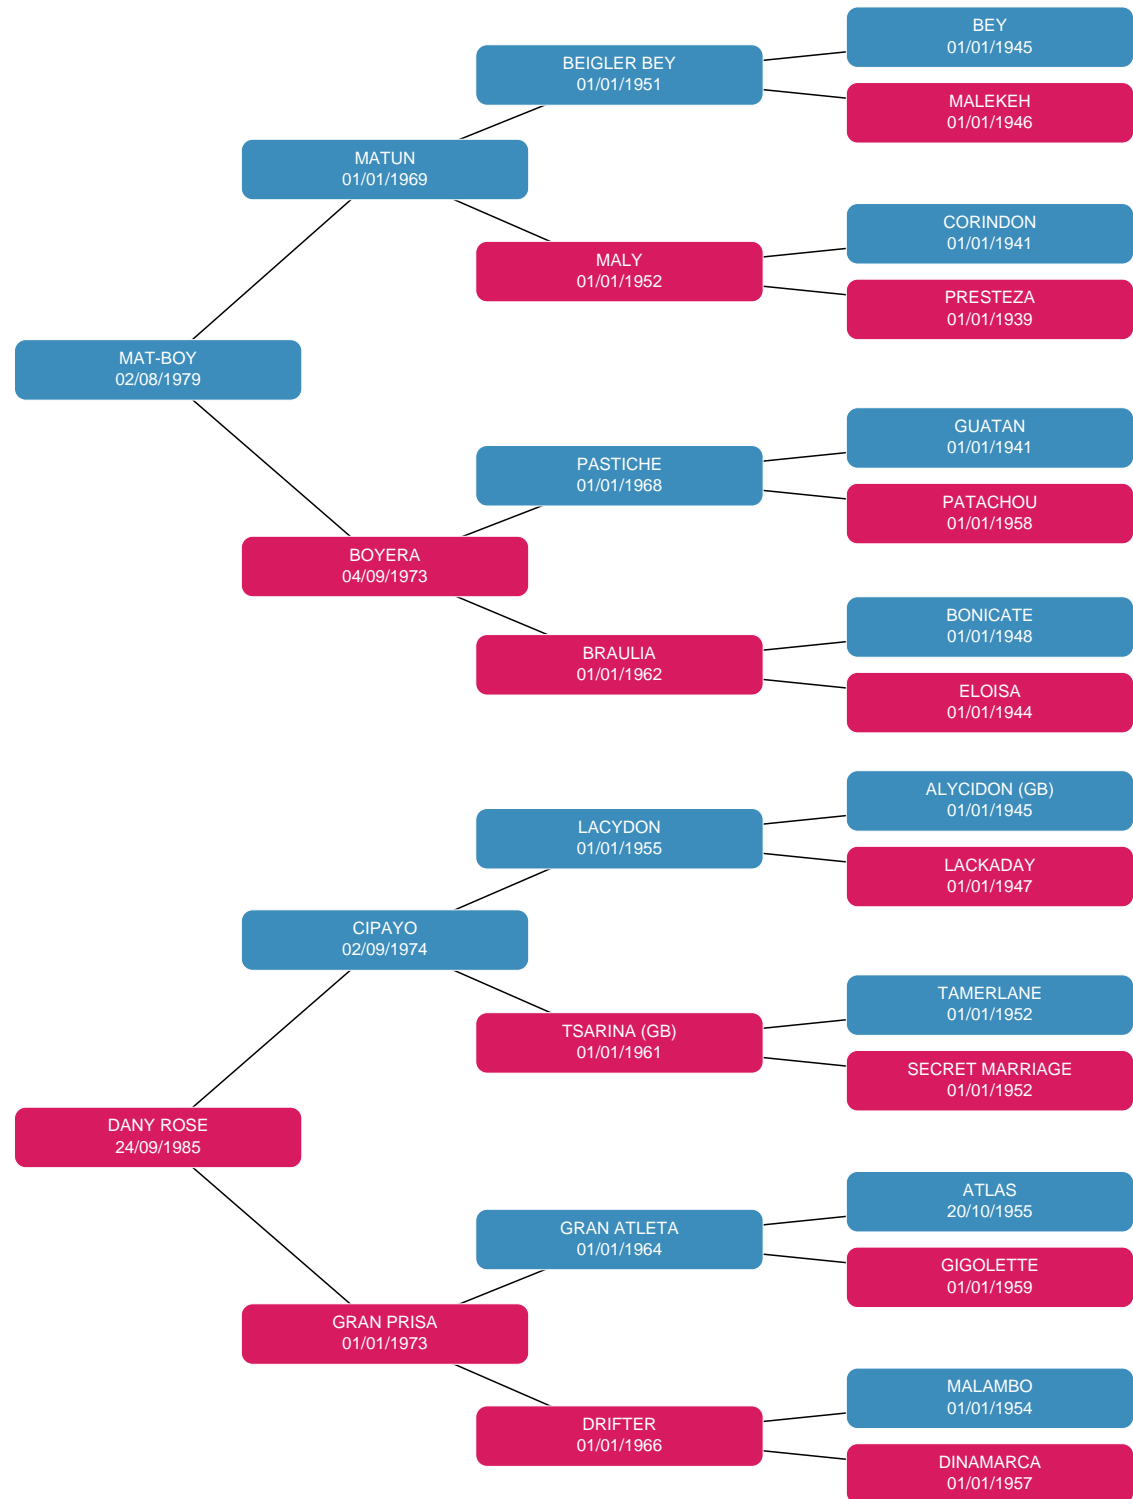 BEY
01/01/1945
BEIGLER BEY
01/01/1951
MALEKEH
01/01/1946
MATUN
01/01/1969
CORINDON
01/01/1941
MALY
01/01/1952
PRESTEZA
01/01/1939
MAT-BOY
02/08/1979
GUATAN
01/01/1941
PASTICHE
01/01/1968
PATACHOU
01/01/1958
BOYERA
04/09/1973
BONICATE
01/01/1948
BRAULIA
01/01/1962
ELOISA
01/01/1944
ALYCIDON (GB)
01/01/1945
LACYDON
01/01/1955
LACKADAY
01/01/1947
CIPAYO
02/09/1974
TAMERLANE
01/01/1952
TSARINA (GB)
01/01/1961
SECRET MARRIAGE
01/01/1952
DANY ROSE
24/09/1985
ATLAS
20/10/1955
GRAN ATLETA
01/01/1964
GIGOLETTE
01/01/1959
GRAN PRISA
01/01/1973
MALAMBO
01/01/1954
DRIFTER
01/01/1966
DINAMARCA
01/01/1957